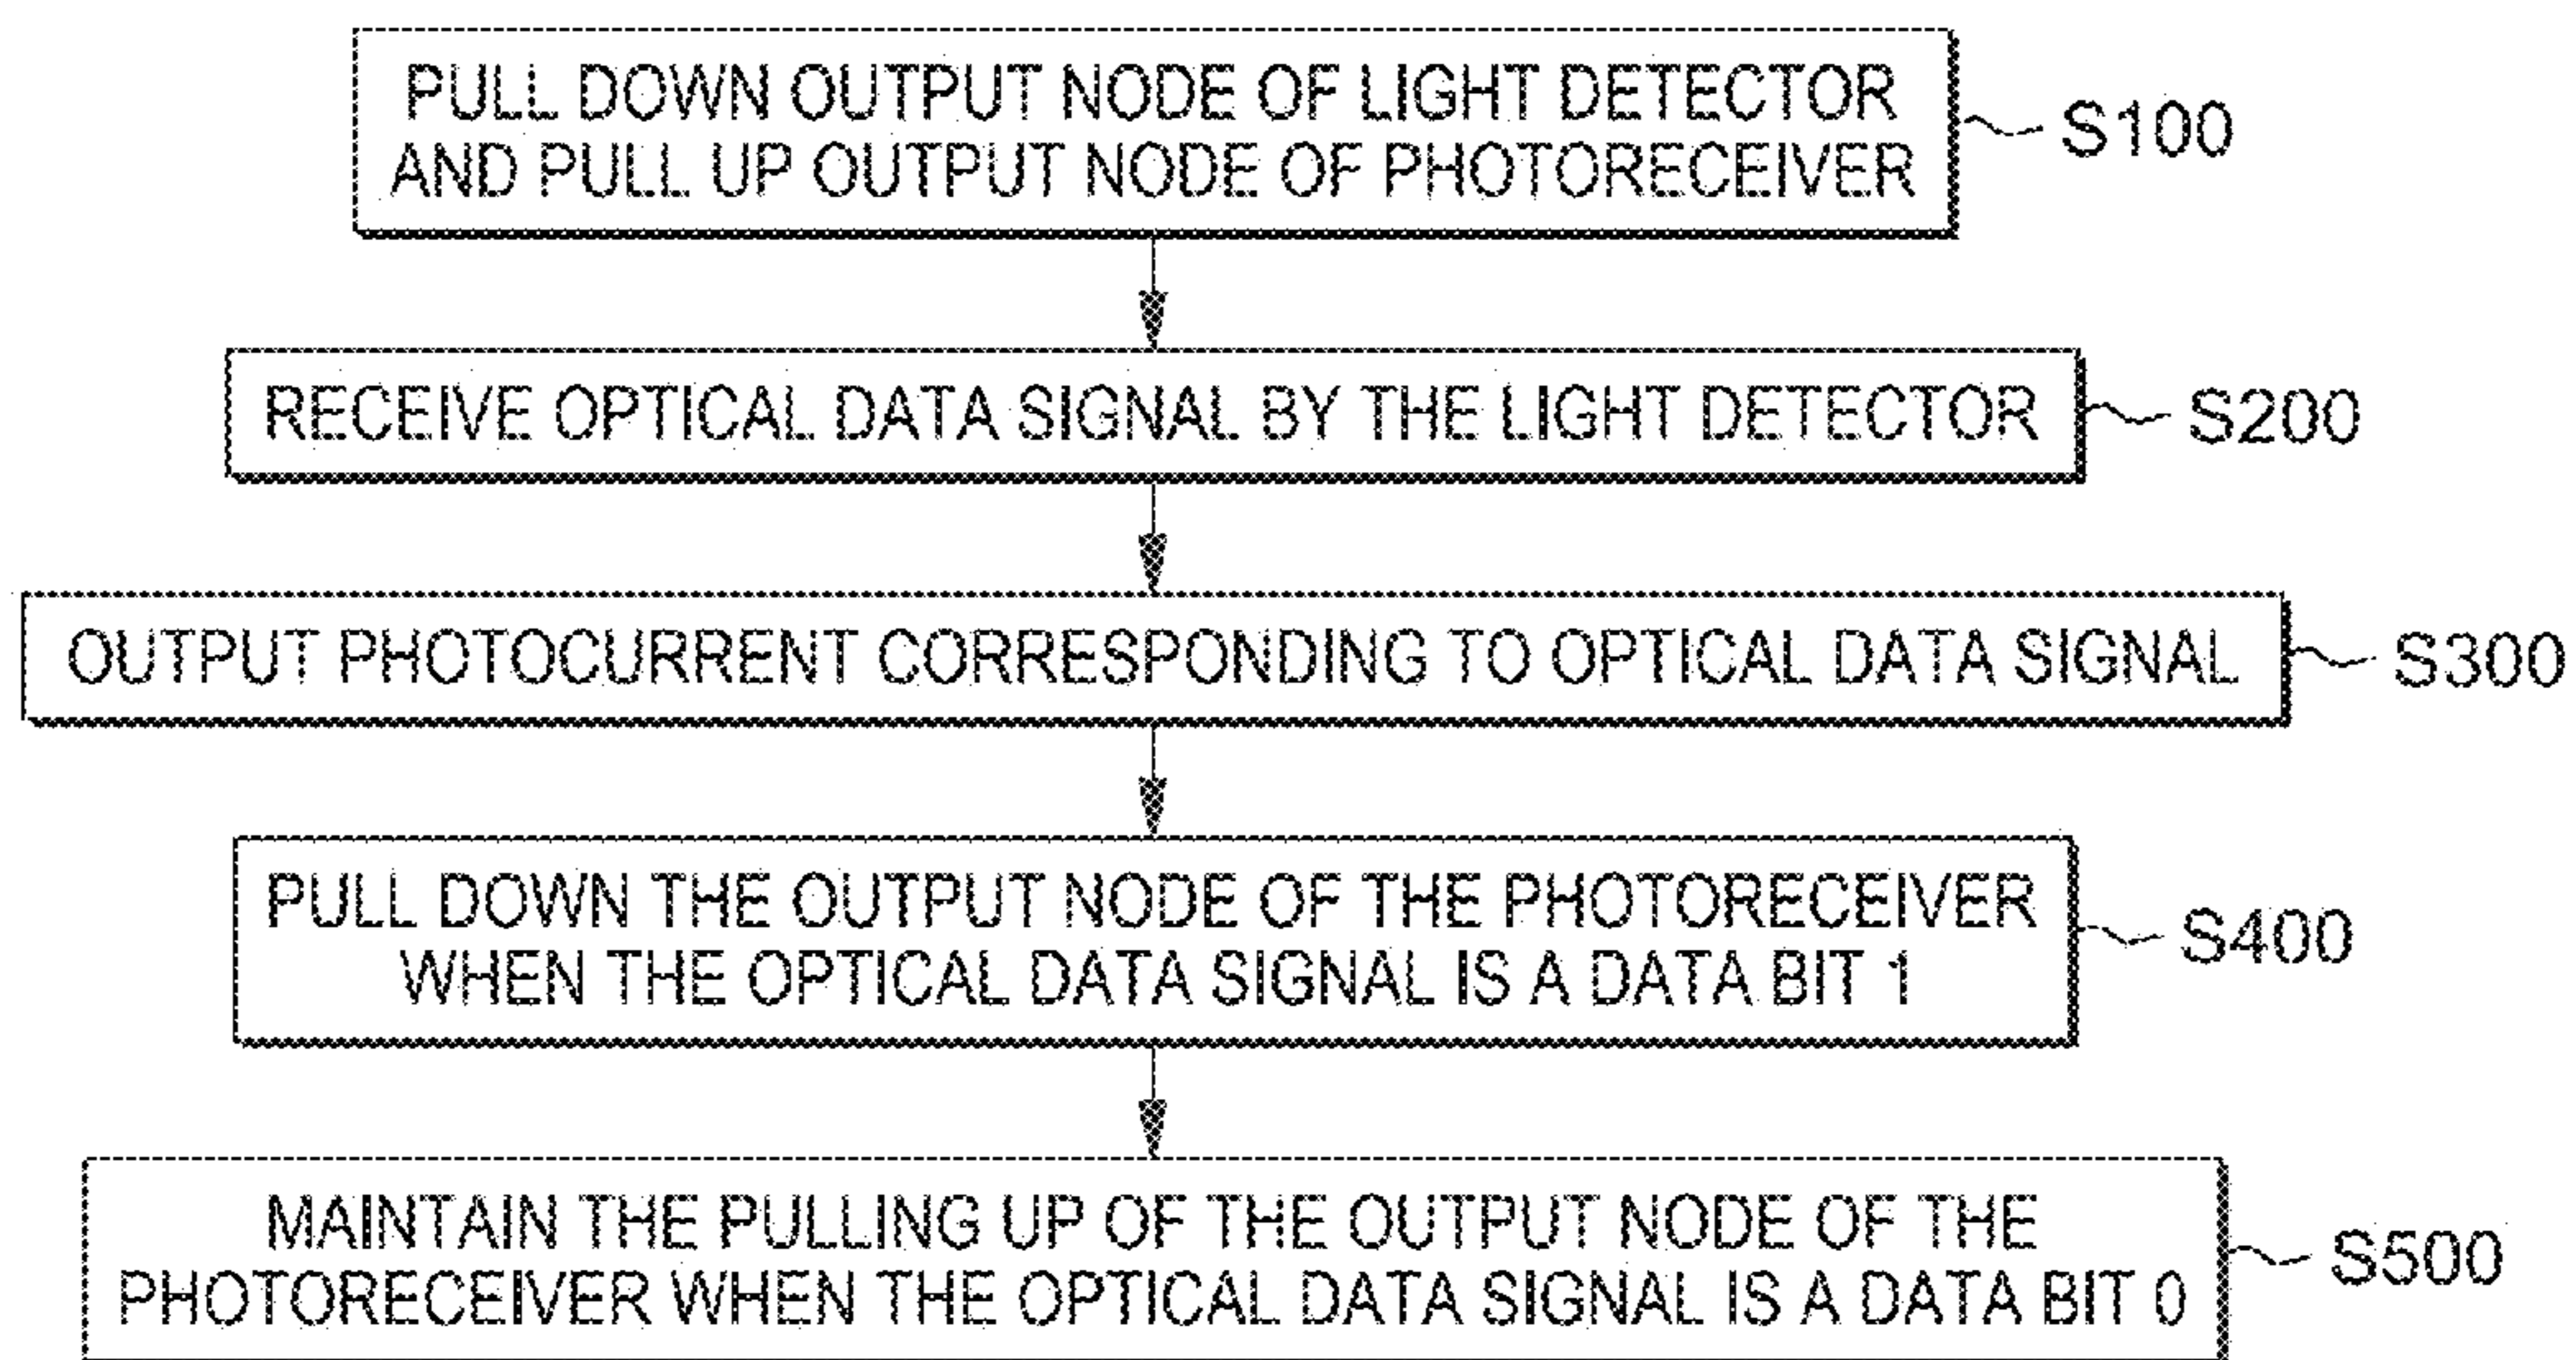 PULL DOWN OUTPUT NODE OF LIGHT DETECTOR
AND PULL UP OUTPUT NODE OF PHOTORECEIVER
S100
RECEIVE OPTICAL DATA SIGNAL BY THE LIGHT DETECTOR
S200
OUTPUT PHOTOCURRENT CORRESPONDING TO OPTICAL DATA SIGNAL
S300
PULL DOWN THE OUTPUT NODE OF THE PHOTORECEIVER
WHEN THE OPTICAL DATA SIGNAL IS A DATA BIT 1
S400
MAINTAIN THE PULLING UP OF THE OUTPUT NODE OF THE
PHOTORECEIVER WHEN THE OPTICAL DATA SIGNAL IS A DATA BIT 0
S500